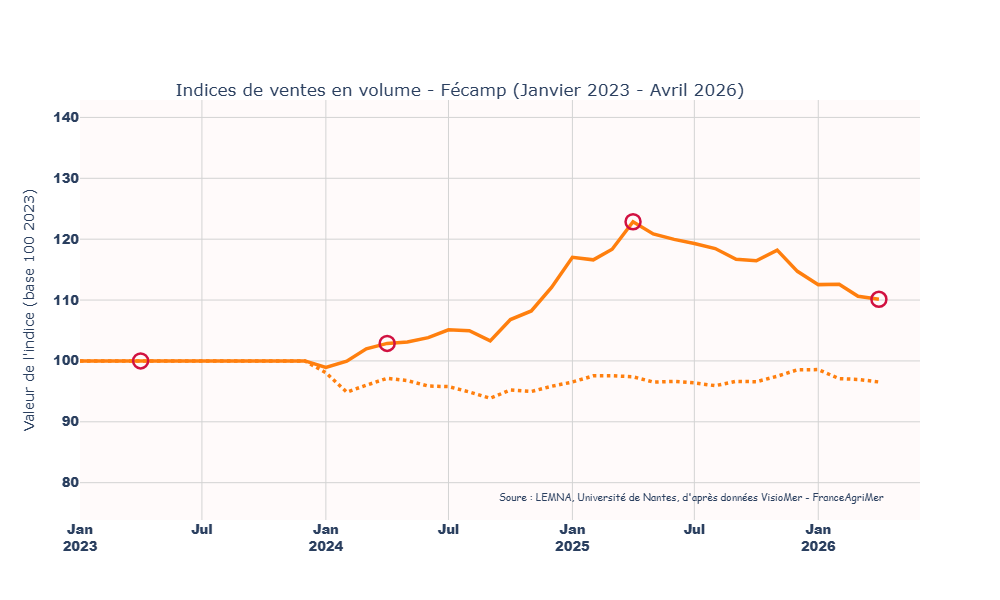 Indices de ventes en volume - Fécamp (Janvier 2023 - Avril 2026)
Valeur de l'indice (base 100 2023)
140
130
120
110
100
90
80
Soure : LEMNA, Université de Nantes, d'après données VisioMer - FranceAgriMer
Jan Jul Jan Jul Jan Jul Jan
2023 2024 2025 2026